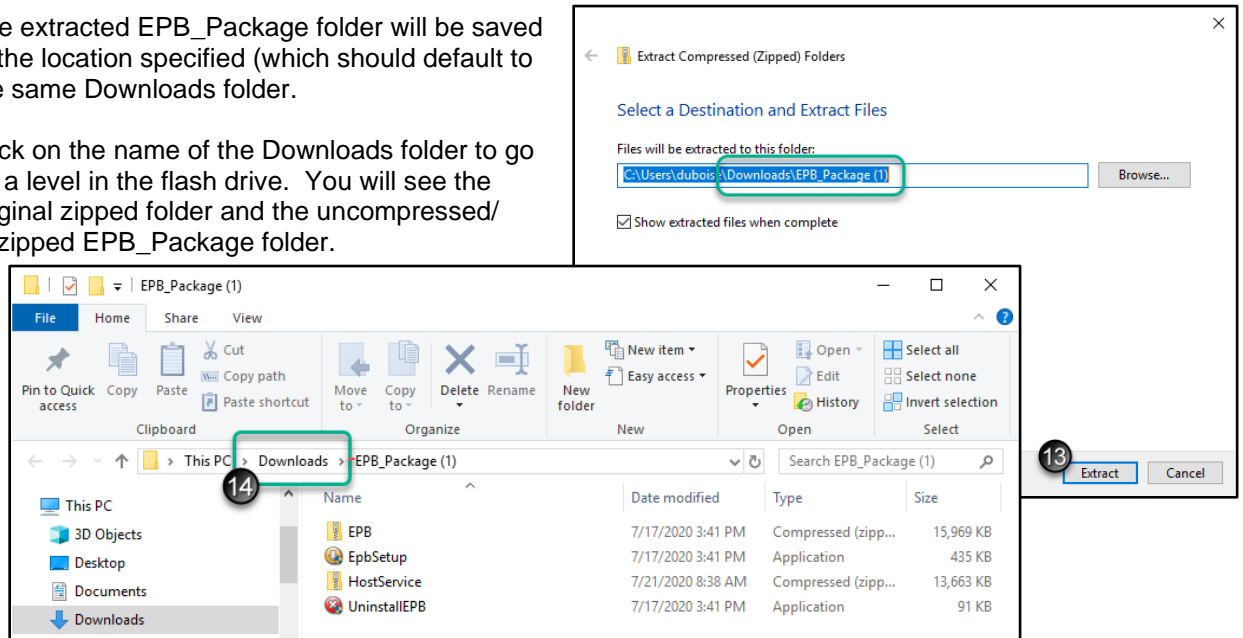 e extracted EPB_Package folder will be saved
the location specified (which should default to
e same Downloads folder.
ck on the name of the Downloads folder to go
a level in the flash drive.  You will see the
ginal zipped folder and the uncompressed/
zipped EPB_Package folder.
Extract Compressed (Zipped) Folders
Select a Destination and Extract Files
Files will be extracted to this folder:
C:\Users\duboise\Downloads\EPB_Package (1)
Browse...
Show extracted files when complete
13
Extract Cancel
EPB_Package (1)
File Home Share View
Pin to Quick access
Copy
Paste
Cut
Copy path
Paste shortcut
Move to
Copy to
Delete
Rename
New folder
New item
Easy access
Properties
Open
Edit
History
Select all
Select none
Invert selection
Clipboard Organize New Open Select
This PC > Downloads > EPB_Package (1)
Search EPB_Package (1)
14
This PC
3D Objects
Desktop
Documents
Downloads
Name Date modified Type Size
EPB 7/17/2020 3:41 PM Compressed (zipp... 15,969 KB
EpbSetup 7/17/2020 3:41 PM Application 435 KB
HostService 7/21/2020 8:38 AM Compressed (zipp... 13,663 KB
UninstallEPB 7/17/2020 3:41 PM Application 91 KB